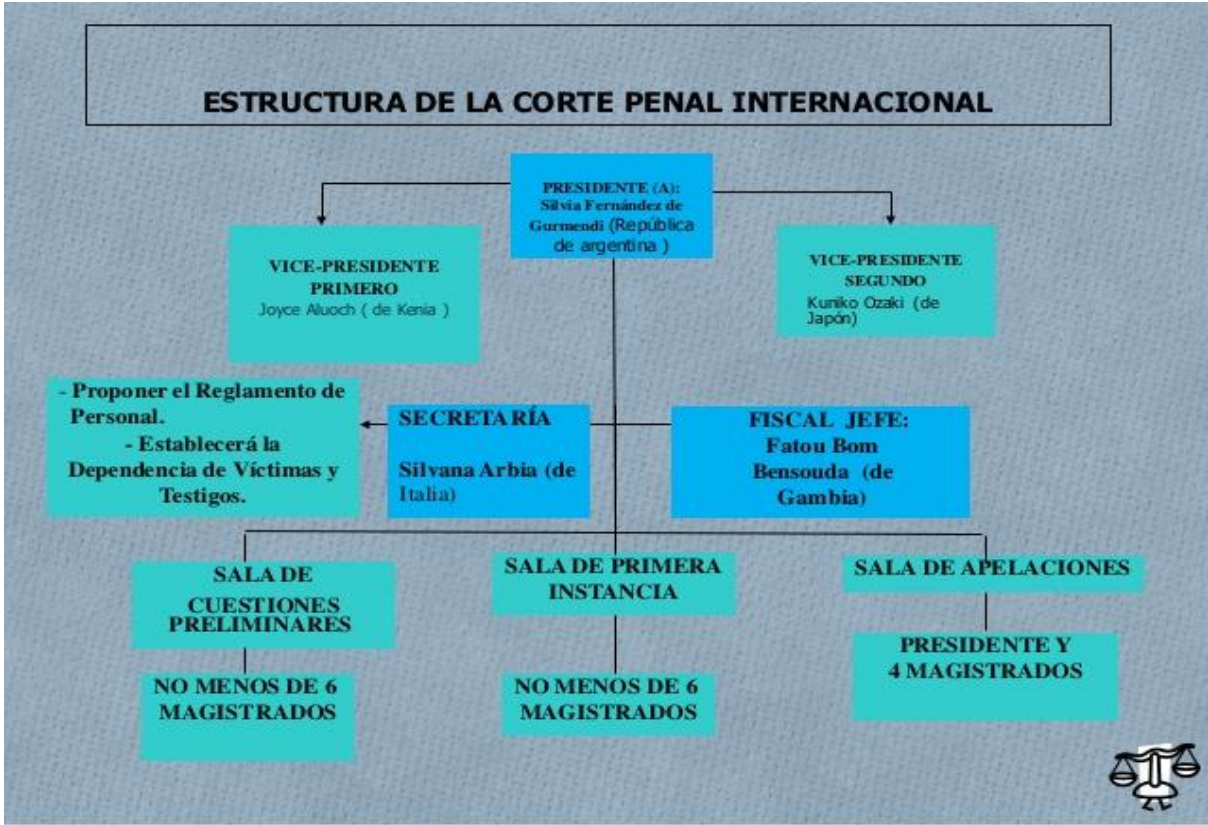 ESTRUCTURA DE LA CORTE PENAL INTERNACIONAL
PRESIDENTE (A):
Silvia Fernández de
Gurmendi (República
de argentina )
VICE-PRESIDENTE
PRIMERO
Joyce Aluoch ( de Kenia )
VICE-PRESIDENTE
SEGUNDO
Kuniko Ozaki (de
Japón)
- Proponer el Reglamento de
Personal.
- Establecerá la
Dependencia de Víctimas y
Testigos.
SECRETARÍA
Silvana Arbia (de
Italia)
FISCAL JEFE:
Fatou Bom
Bensouda (de
Gambia)
SALA DE
CUESTIONES
PRELIMINARES
NO MENOS DE 6
MAGISTRADOS
SALA DE PRIMERA
INSTANCIA
NO MENOS DE 6
MAGISTRADOS
SALA DE APELACIONES
PRESIDENTE Y
4 MAGISTRADOS